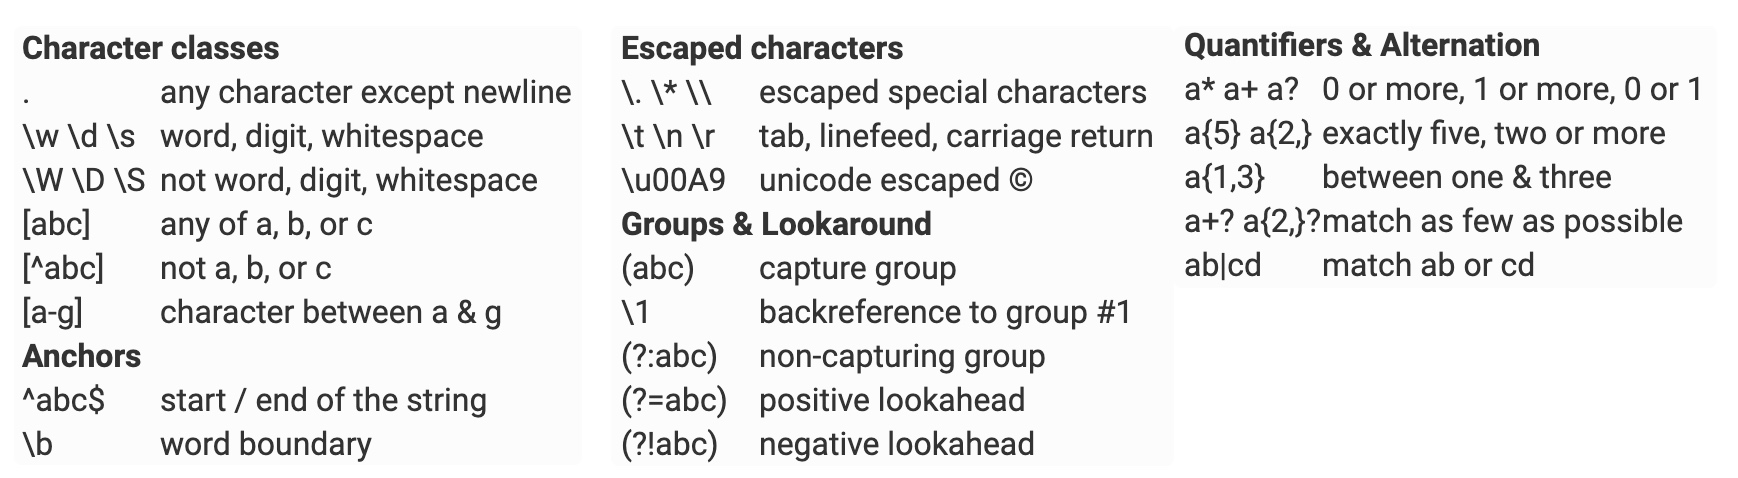 Character classes
. any character except newline
\w \d \s word, digit, whitespace
\W \D \S not word, digit, whitespace
[abc] any of a, b, or c
[^abc] not a, b, or c
[a-g] character between a & g
Anchors
^abc$ start / end of the string
\b word boundary
Escaped characters
\. \* \\ escaped special characters
\t \n \r tab, linefeed, carriage return
\u00A9 unicode escaped ©
Groups & Lookaround
(abc) capture group
\1 backreference to group #1
(?:abc) non-capturing group
(?=abc) positive lookahead
(?!abc) negative lookahead
Quantifiers & Alternation
a* a+ a? 0 or more, 1 or more, 0 or 1
a{5} a{2,} exactly five, two or more
a{1,3} between one & three
a+? a{2,}? match as few as possible
ab|cd match ab or cd